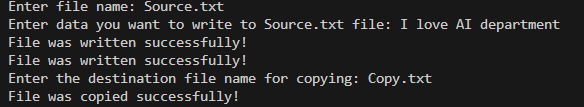 Enter file name: Source.txt
Enter data you want to write to Source.txt file: I love AI department
File was written successfully!
File was written successfully!
Enter the destination file name for copying: Copy.txt
File was copied successfully!